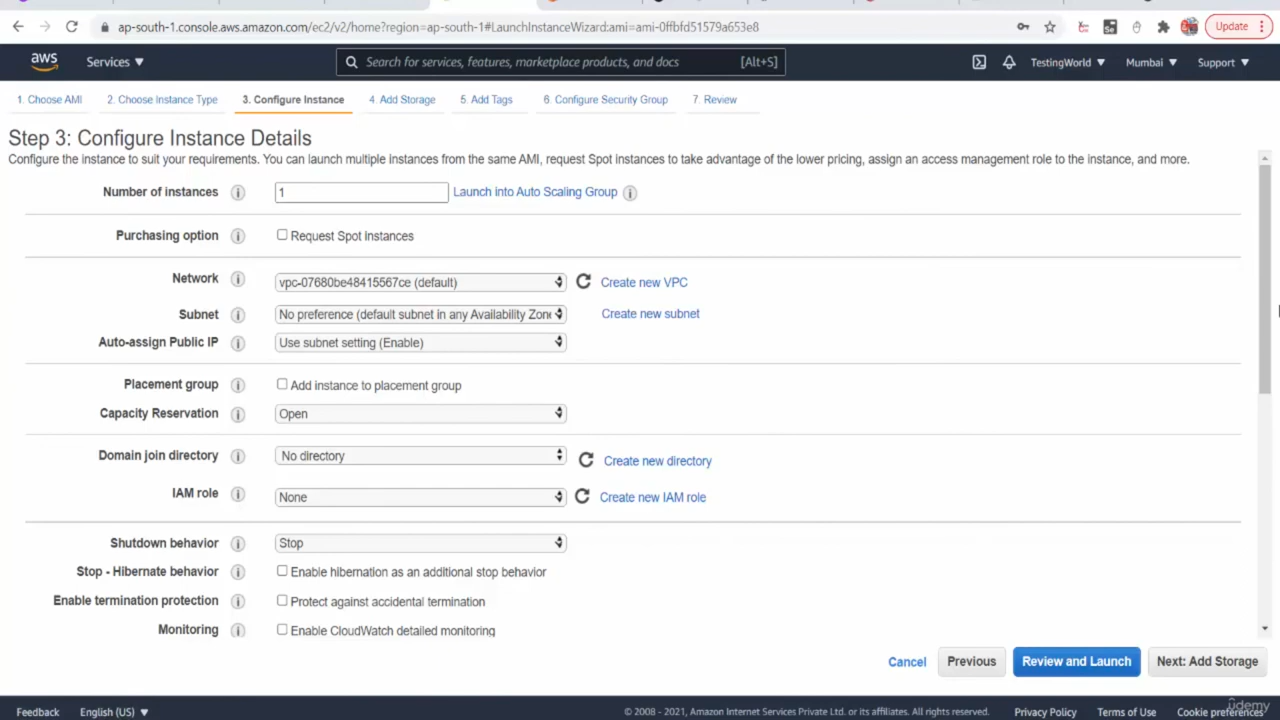 ap-south-1.console.aws.amazon.com/ec2/v2/home?region=ap-south-1#LaunchInstanceWizard:ami=ami-0ffbfd51579a653e8
Update
aws
Services
Search for services, features, marketplace products, and docs
[Alt+S]
TestingWorld
Mumbai
Support
1. Choose AMI
2. Choose Instance Type
3. Configure Instance
4. Add Storage
5. Add Tags
6. Configure Security Group
7. Review
Step 3: Configure Instance Details
Configure the instance to suit your requirements. You can launch multiple instances from the same AMI, request Spot instances to take advantage of the lower pricing, assign an access management role to the instance, and more.
Number of instances
1
Launch into Auto Scaling Group
Purchasing option
Request Spot instances
Network
vpc-07680be48415567ce (default)
Create new VPC
Subnet
No preference (default subnet in any Availability Zone
Create new subnet
Auto-assign Public IP
Use subnet setting (Enable)
Placement group
Add instance to placement group
Capacity Reservation
Open
Domain join directory
No directory
Create new directory
IAM role
None
Create new IAM role
Shutdown behavior
Stop
Stop - Hibernate behavior
Enable hibernation as an additional stop behavior
Enable termination protection
Protect against accidental termination
Monitoring
Enable CloudWatch detailed monitoring
Cancel
Previous
Review and Launch
Next: Add Storage
Feedback
English (US)
© 2008 - 2021, Amazon Internet Services Private Ltd. or its affiliates. All rights reserved.
Privacy Policy
Terms of Use
Cookie preferences
udemy